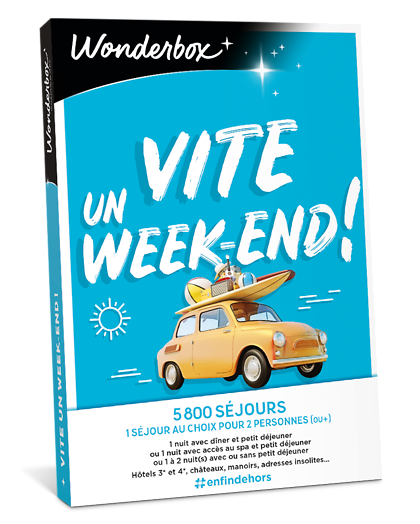 Wonderbox
Wonderbox
VITE
UN
WEEK-END!
+ VITE UN WEEK-END !
5 800 SÉJOURS
1 SÉJOUR AU CHOIX POUR 2 PERSONNES (ou+)
1 nuit avec dîner et petit déjeuner
ou 1 nuit avec accès au spa et petit déjeuner
ou 1 à 2 nuit(s) avec ou sans petit déjeuner
Hôtels 3* et 4*, châteaux, manoirs, adresses insolites...
#enfindehors